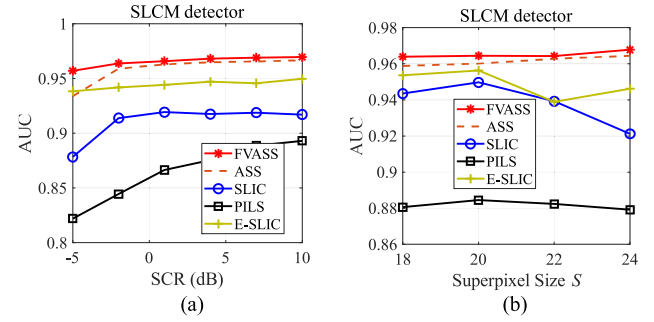 SLCM detector
1
0.95
0.9
0.85
0.8
AUC
-5
0
5
10
SCR (dB)
FVASS
ASS
SLIC
PILS
E-SLIC
(a)
SLCM detector
0.98
0.96
0.94
0.92
0.9
0.88
0.86
AUC
18
20
22
24
Superpixel Size S
FVASS
ASS
SLIC
PILS
E-SLIC
(b)